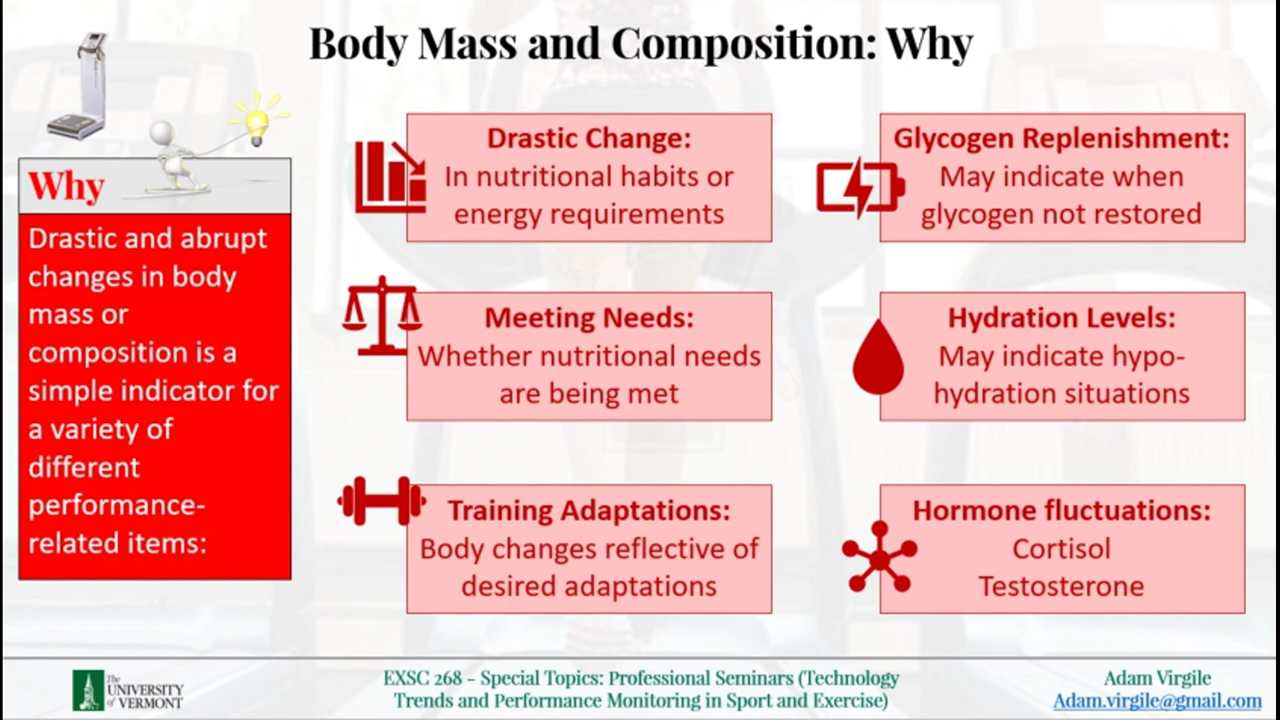 Body Mass and Composition: Why
Why
Drastic and abrupt
changes in body
mass or
composition is a
simple indicator for
a variety of
different
performance-
related items:
Drastic Change:
In nutritional habits or
energy requirements
Meeting Needs:
Whether nutritional needs
are being met
Training Adaptations:
Body changes reflective of
desired adaptations
Glycogen Replenishment:
May indicate when
glycogen not restored
Hydration Levels:
May indicate hypo-
hydration situations
Hormone fluctuations:
Cortisol
Testosterone
The
UNIVERSITY
of VERMONT
EXSC 268 – Special Topics: Professional Seminars (Technology
Trends and Performance Monitoring in Sport and Exercise)
Adam Virgile
Adam.virgile@gmail.com